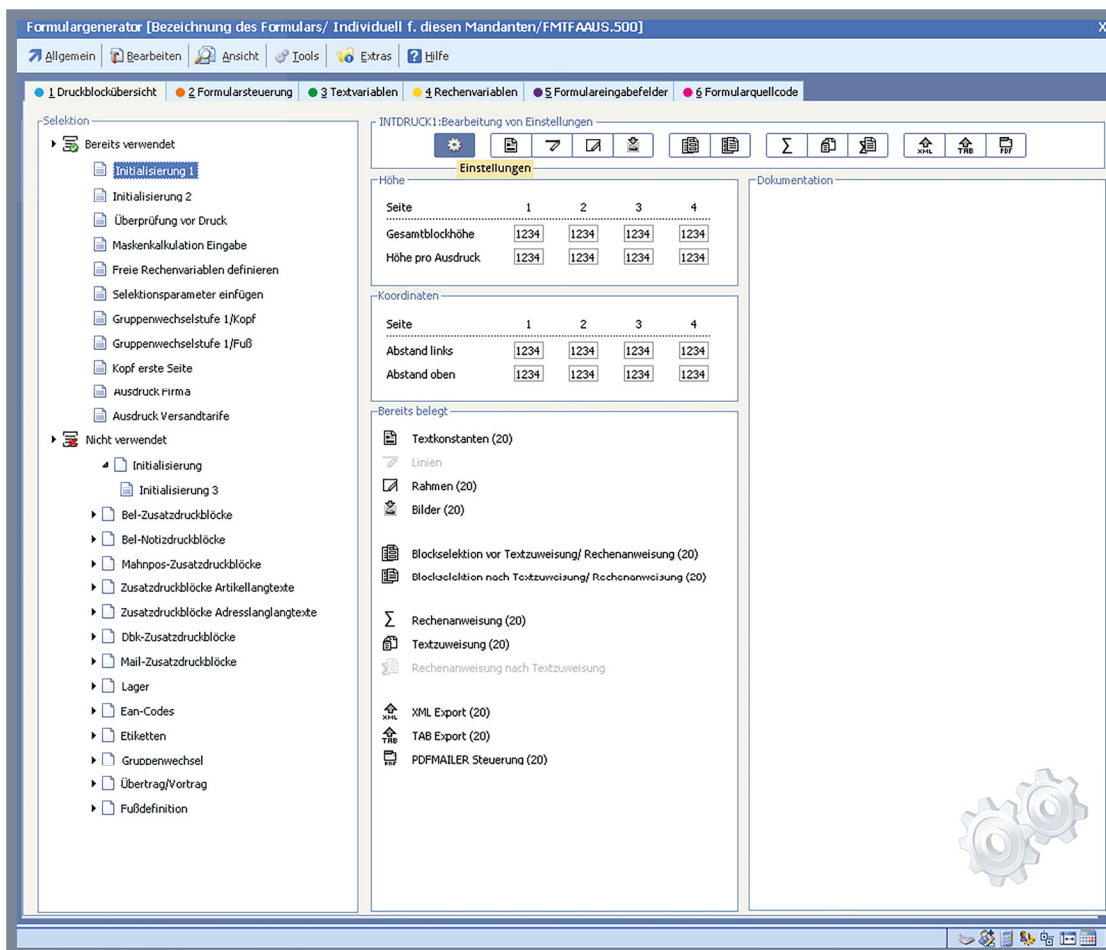 Formulargenerator [Bezeichnung des Formulars/ Individuell f. diesen Mandanten/FMTFAAUS.500] X
Allgemein Bearbeiten Ansicht Tools Extras Hilfe
1 Druckblockübersicht 2 Formularsteuerung 3 Textvariablen 4 Rechenvariablen 5 Formulareingabefelder 6 Formularquellcode
Selektion
Bereits verwendet
Initialisierung 1
Initialisierung 2
Überprüfung vor Druck
Maskenkalkulation Eingabe
Freie Rechenvariablen definieren
Selektionsparameter einfügen
Gruppenwechselstufe 1/Kopf
Gruppenwechselstufe 1/Fuß
Kopf erste Seite
Ausdruck Firma
Ausdruck Versandtarife
Nicht verwendet
Initialisierung
Initialisierung 3
Bel-Zusatzdruckblöcke
Bel-Notizdruckblöcke
Mahnpos-Zusatzdruckblöcke
Zusatzdruckblöcke Artikellangtexte
Zusatzdruckblöcke Adresslanglangtexte
Dbk-Zusatzdruckblöcke
Mail-Zusatzdruckblöcke
Lager
Ean-Codes
Etiketten
Gruppenwechsel
Übertrag/Vortrag
Fußdefinition
INTDRUCK1:Bearbeitung von Einstellungen
XML TAB PDF
Einstellungen
Höhe
Seite 1 2 3 4
Gesamtblockhöhe 1234 1234 1234 1234
Höhe pro Ausdruck 1234 1234 1234 1234
Koordinaten
Seite 1 2 3 4
Abstand links 1234 1234 1234 1234
Abstand oben 1234 1234 1234 1234
Bereits belegt
Textkonstanten (20)
Linien
Rahmen (20)
Bilder (20)
Blockselektion vor Textzuweisung/ Rechenanweisung (20)
Blockselektion nach Textzuweisung/ Rechenanweisung (20)
Rechenanweisung (20)
Textzuweisung (20)
Rechenanweisung nach Textzuweisung
XML XML Export (20)
TAB TAB Export (20)
PDF PDFMAILER Steuerung (20)
Dokumentation